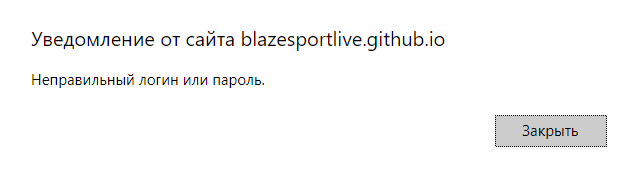 Уведомление от сайта blazesportlive.github.io
Неправильный логин или пароль.
Закрыть